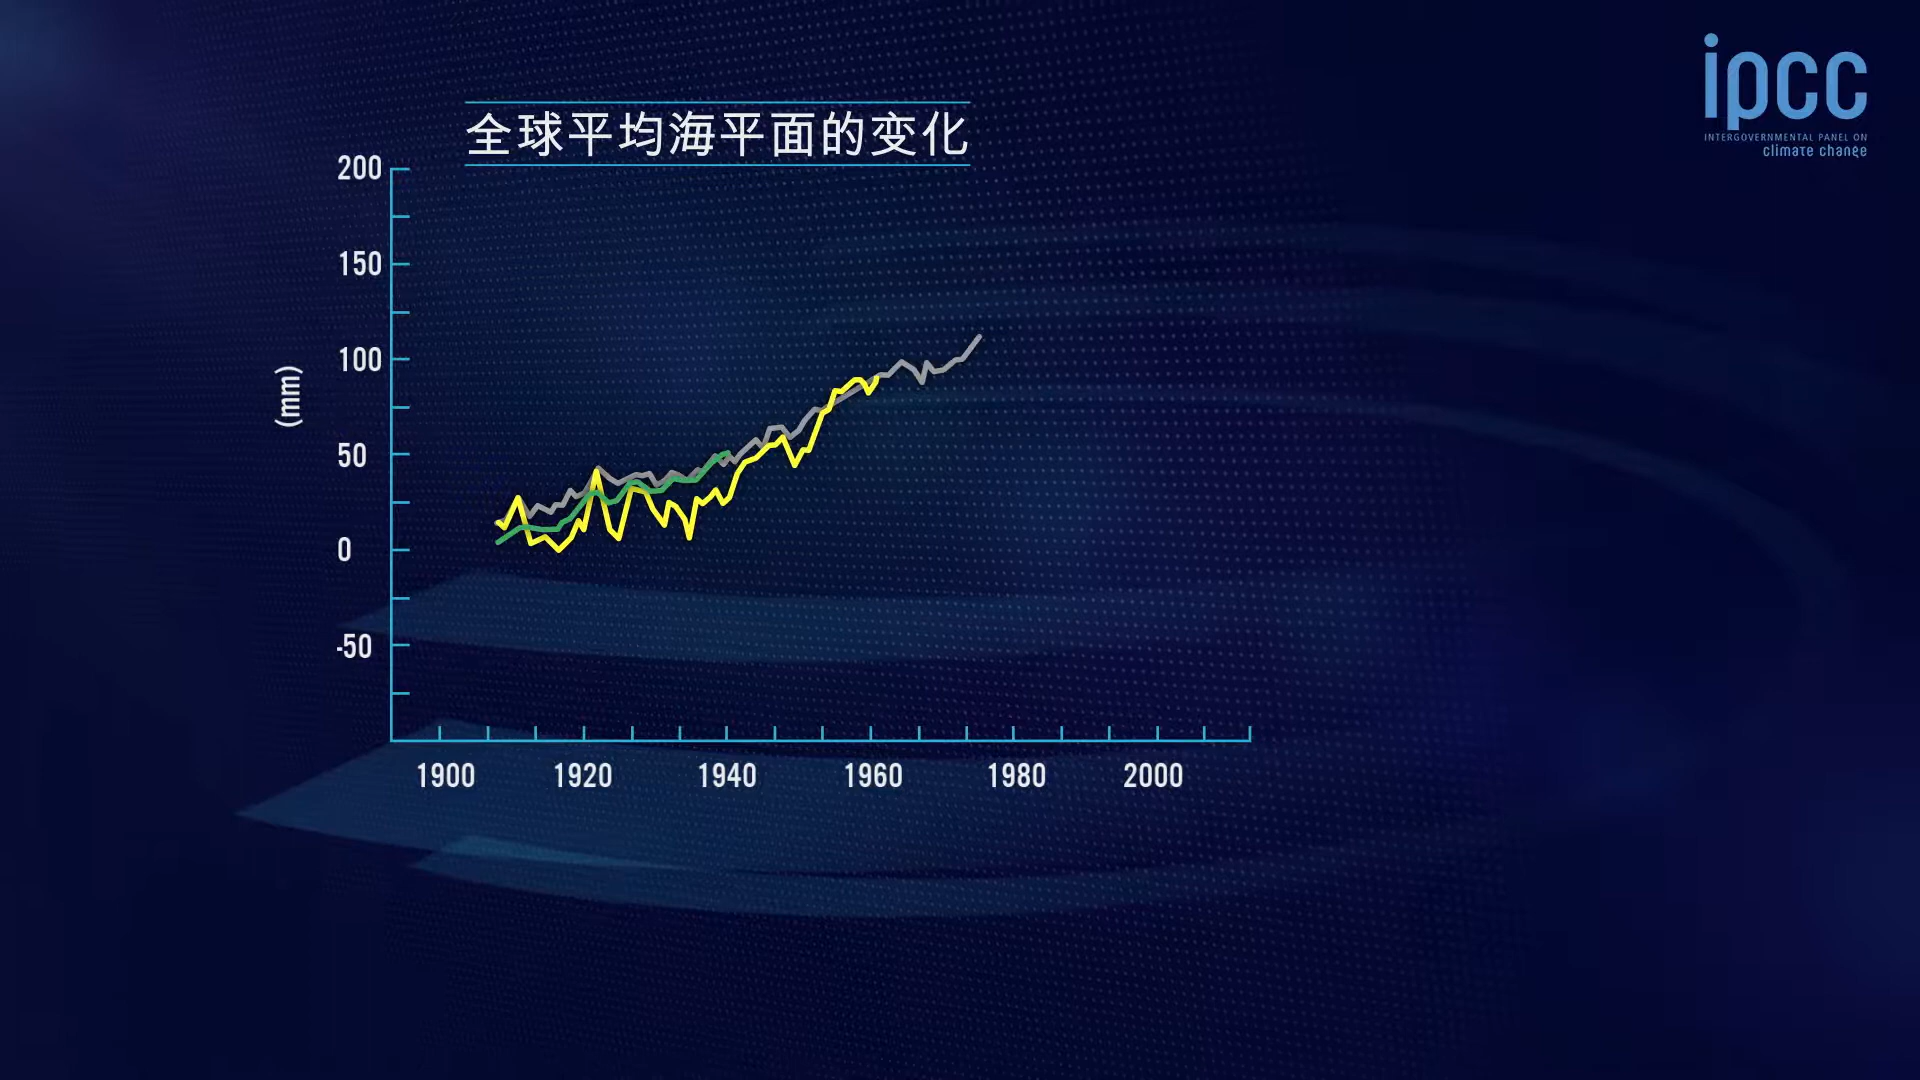 ipcc
INTERGOVERNMENTAL PANEL ON
climate change
全球平均海平面的变化
200
150
100
(mm)
50
0
-50
1900 1920 1940 1960 1980 2000